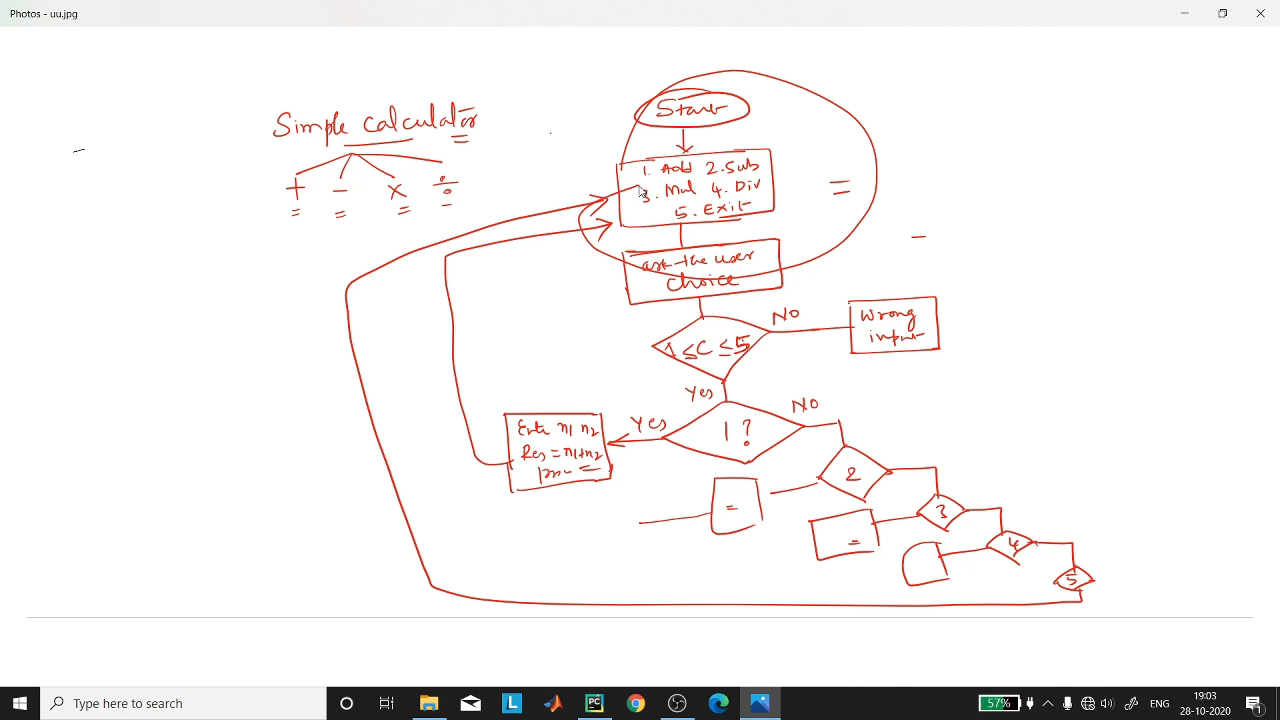 Photos - uu.jpg
Simple calculator
+ − × ÷
Start
1. Add 2. Sub
3. Mul 4. Div
5. Exit
ask the user
choice
1 ≤ C ≤ 5
No
Wrong
input
Yes
1 ?
No
Yes
Ente n1 n2
Res = n1+n2
2
3
4
5
Type here to search
57%
ENG
19:03
28-10-2020
1